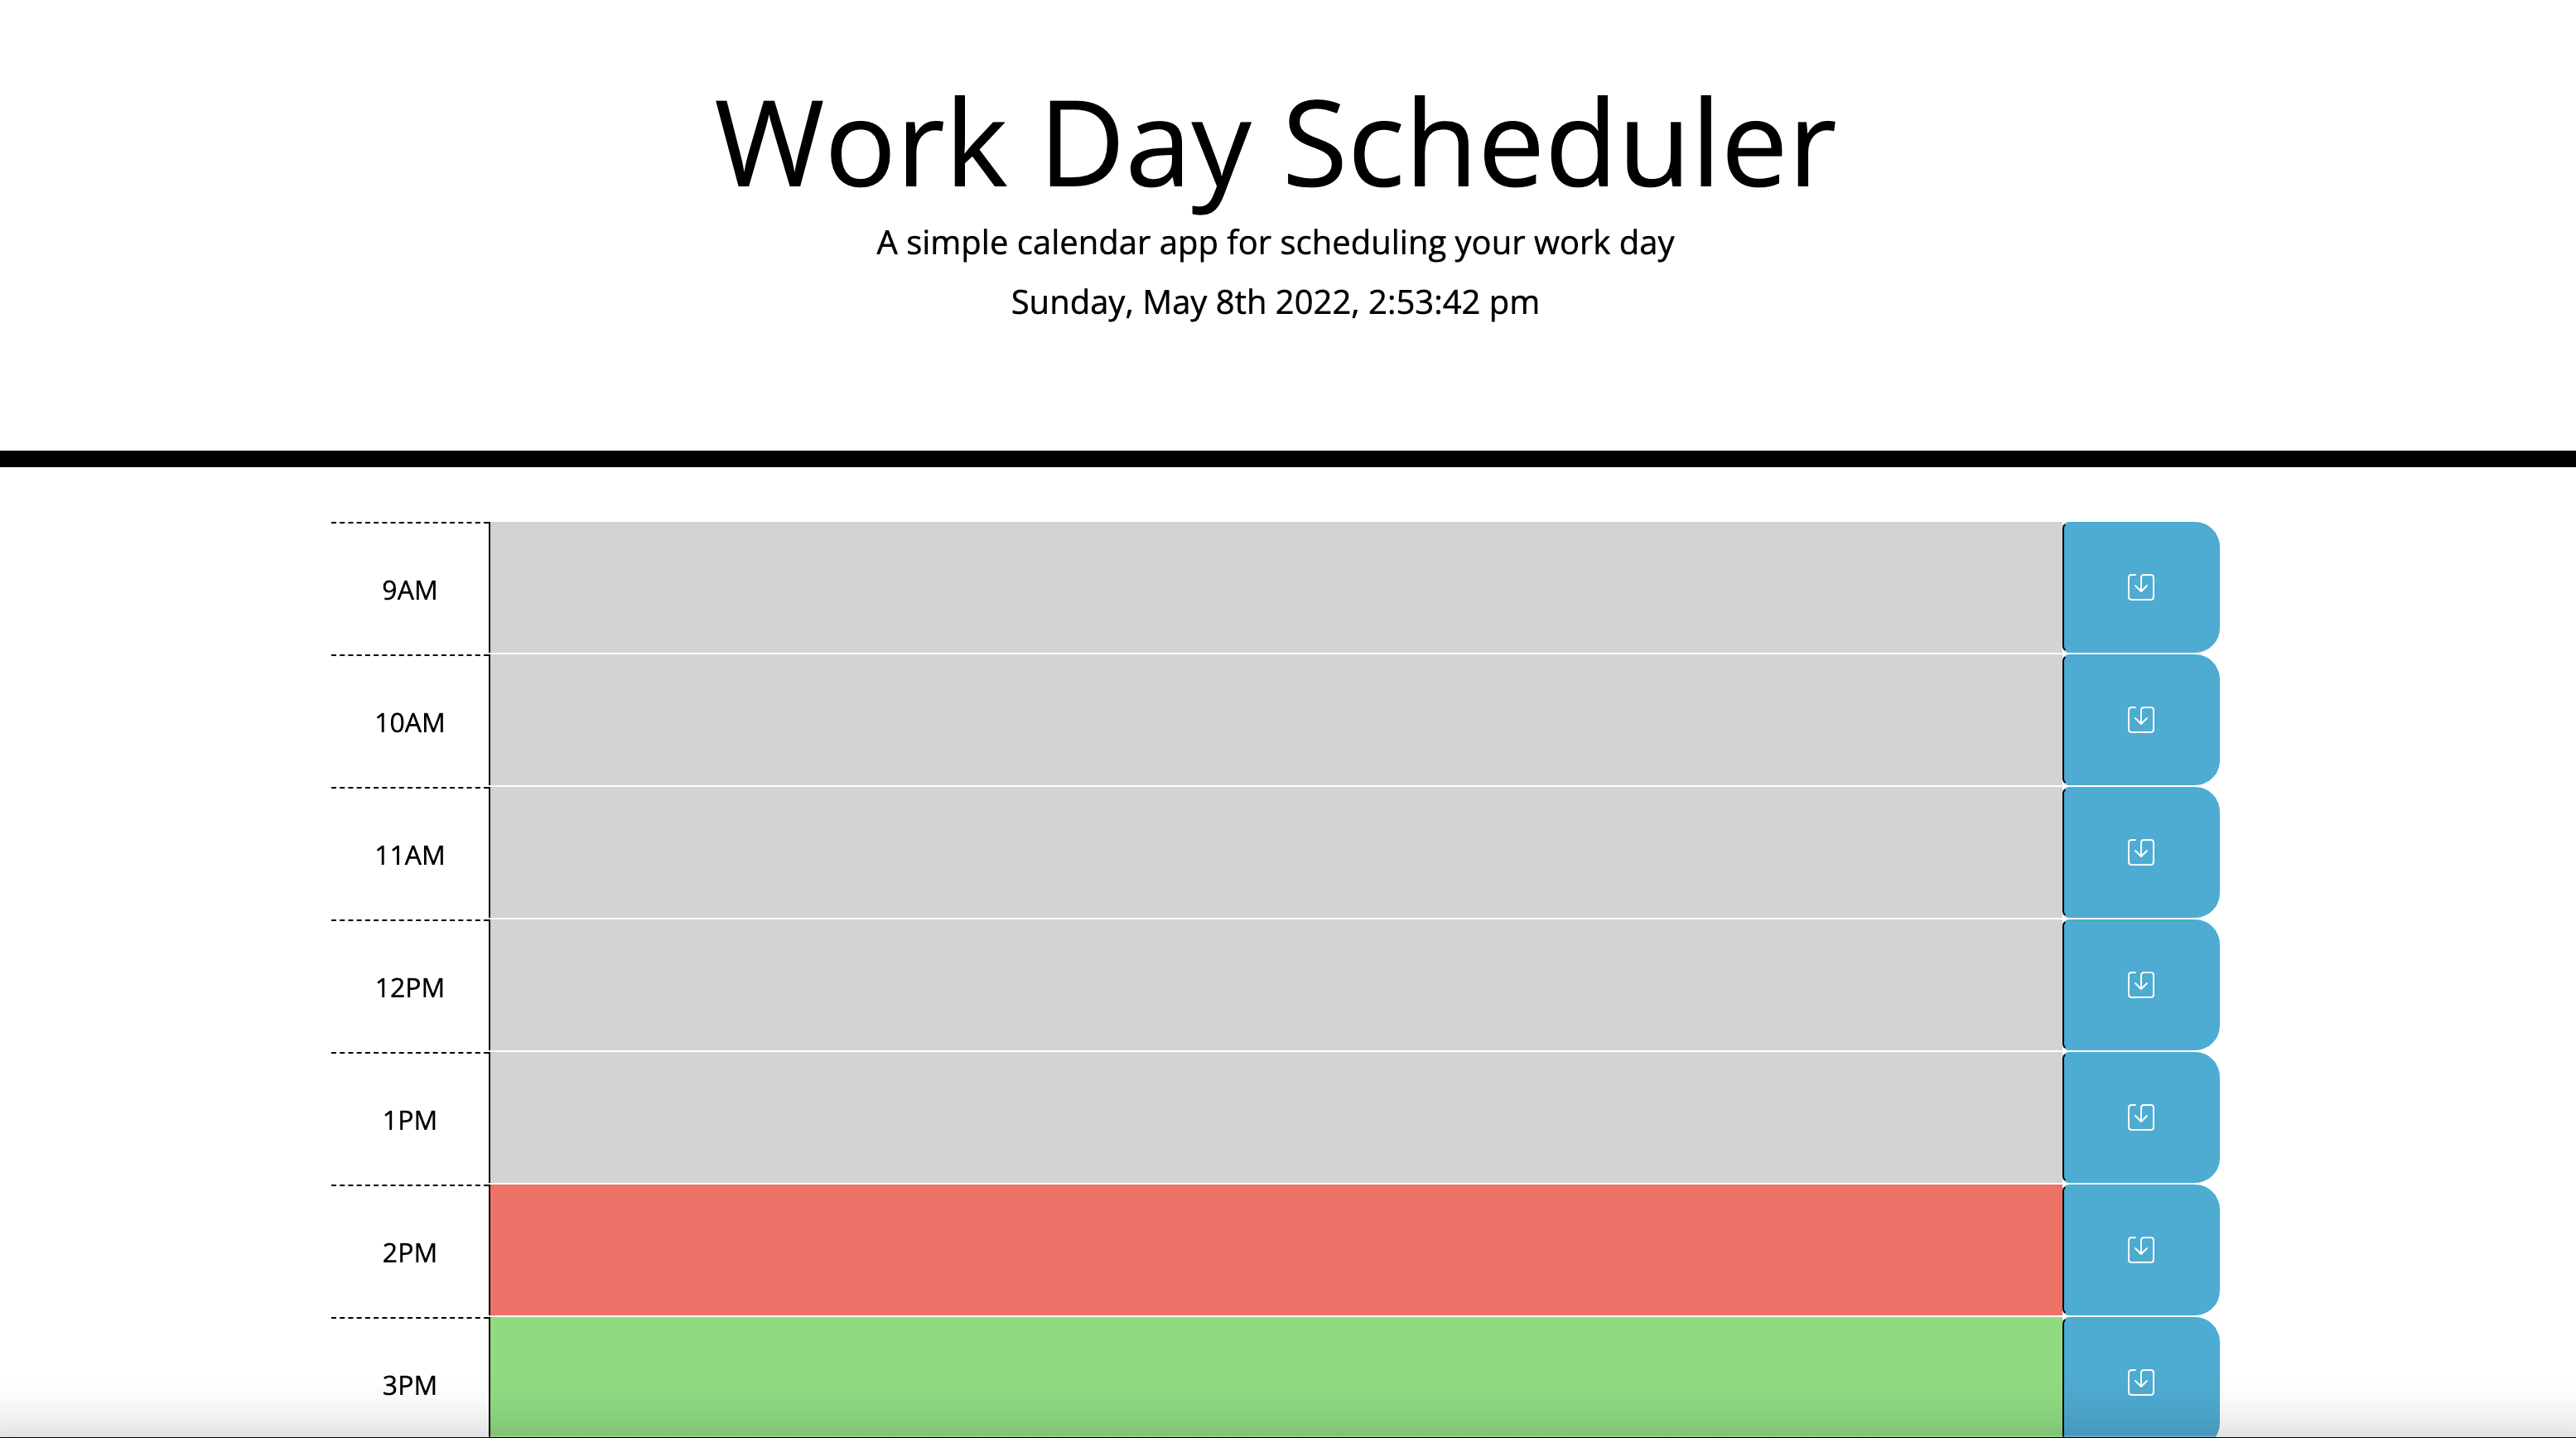 Work Day Scheduler
A simple calendar app for scheduling your work day
Sunday, May 8th 2022, 2:53:42 pm
9AM
10AM
11AM
12PM
1PM
2PM
3PM